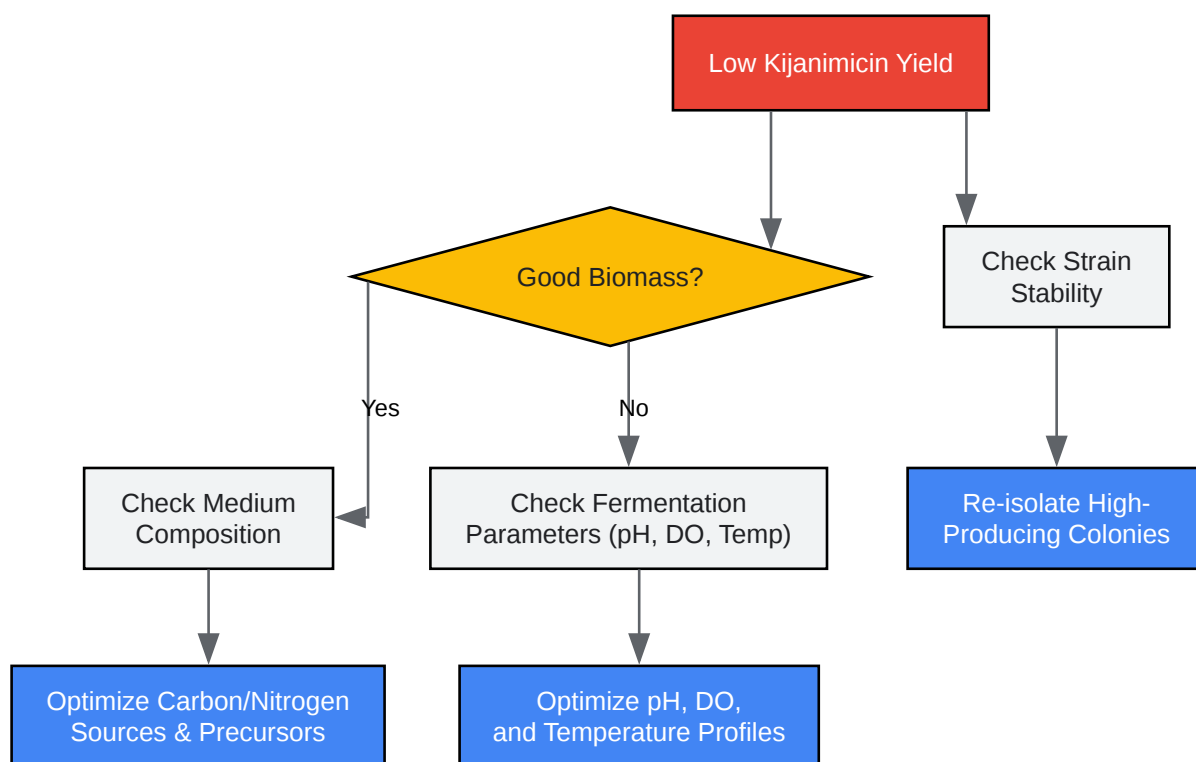 Low Kijanimicin Yield
Good Biomass?
Check Strain
Stability
Yes
No
Check Medium
Composition
Check Fermentation
Parameters (pH, DO, Temp)
Re-isolate High-
Producing Colonies
Optimize Carbon/Nitrogen
Sources & Precursors
Optimize pH, DO,
and Temperature Profiles